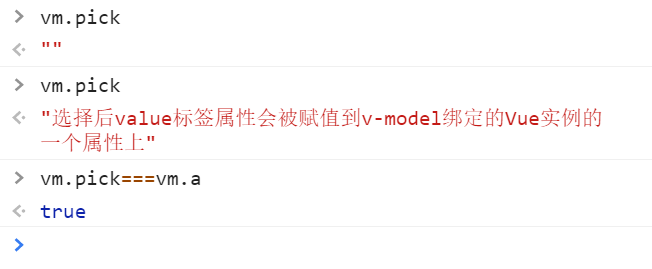 vm.pick
""
vm.pick
"选择后value标签属性会被赋值到v-model绑定的Vue实例的
一个属性上"
vm.pick===vm.a
true